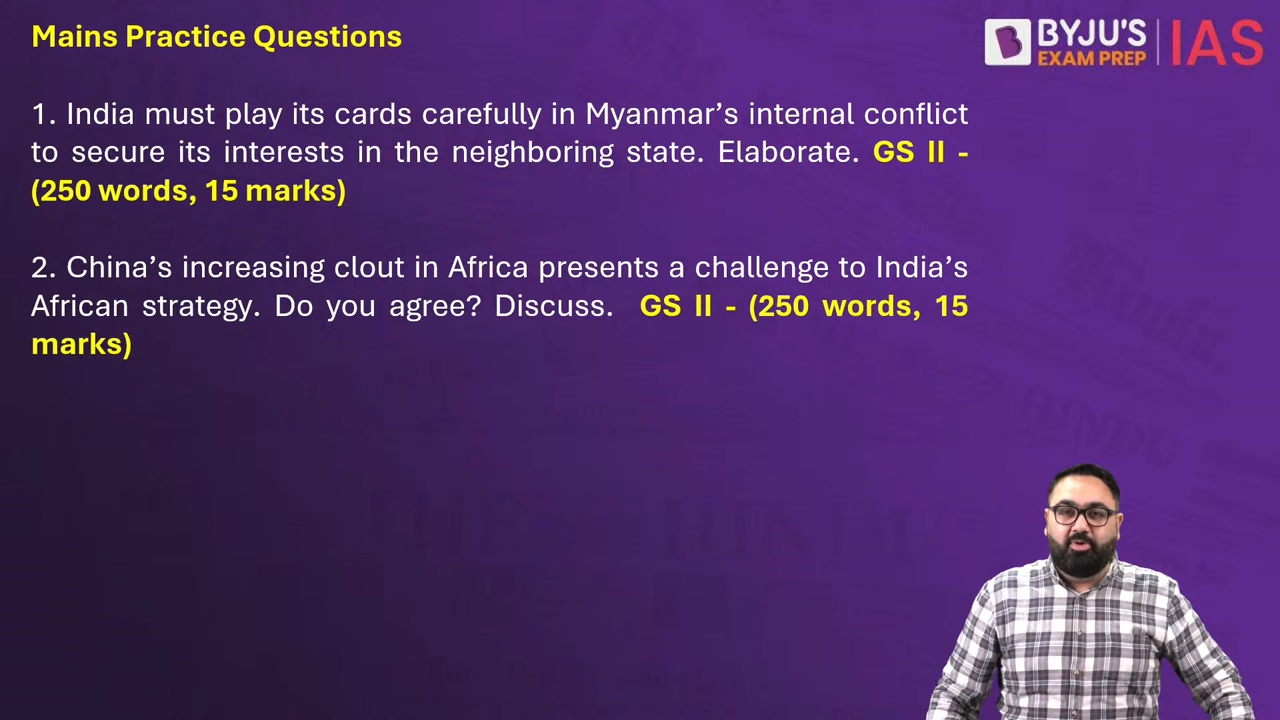 Mains Practice Questions
BYJU'S
EXAM PREP
IAS
1. India must play its cards carefully in Myanmar’s internal conflict
to secure its interests in the neighboring state. Elaborate. GS II -
(250 words, 15 marks)
2. China’s increasing clout in Africa presents a challenge to India’s
African strategy. Do you agree? Discuss. GS II - (250 words, 15
marks)